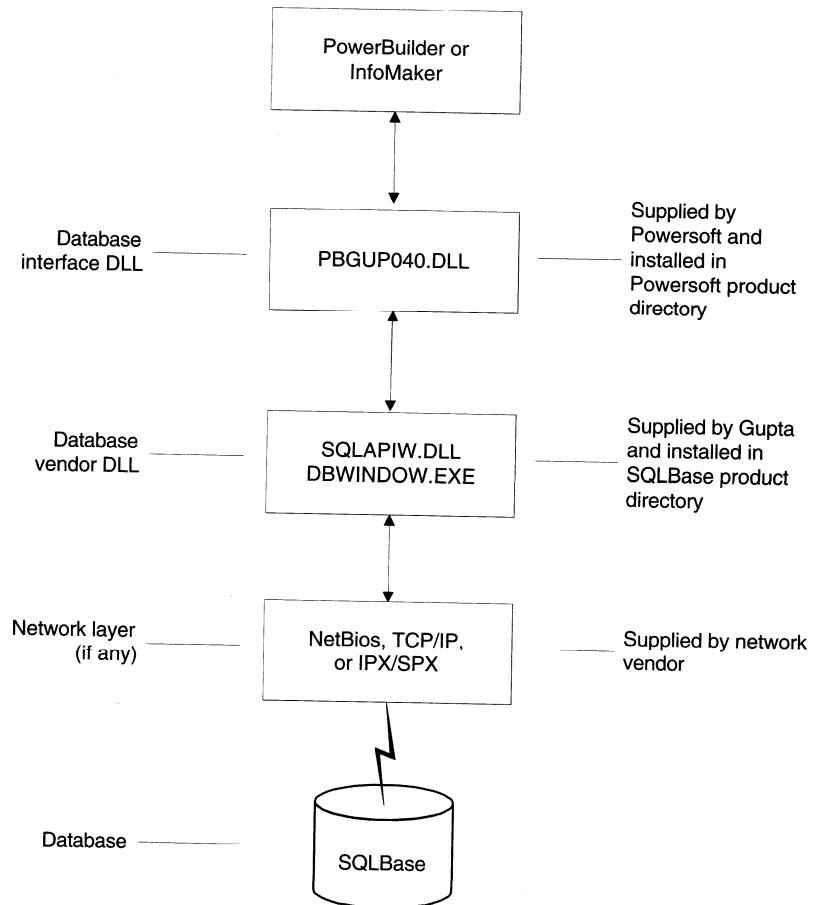 PowerBuilder or
InfoMaker
Database
interface DLL
PBGUP040.DLL
Supplied by
Powersoft and
installed in
Powersoft product
directory
Database
vendor DLL
SQLAPIW.DLL
DBWINDOW.EXE
Supplied by Gupta
and installed in
SQLBase product
directory
Network layer
(if any)
NetBios, TCP/IP,
or IPX/SPX
Supplied by network
vendor
Database
SQLBase